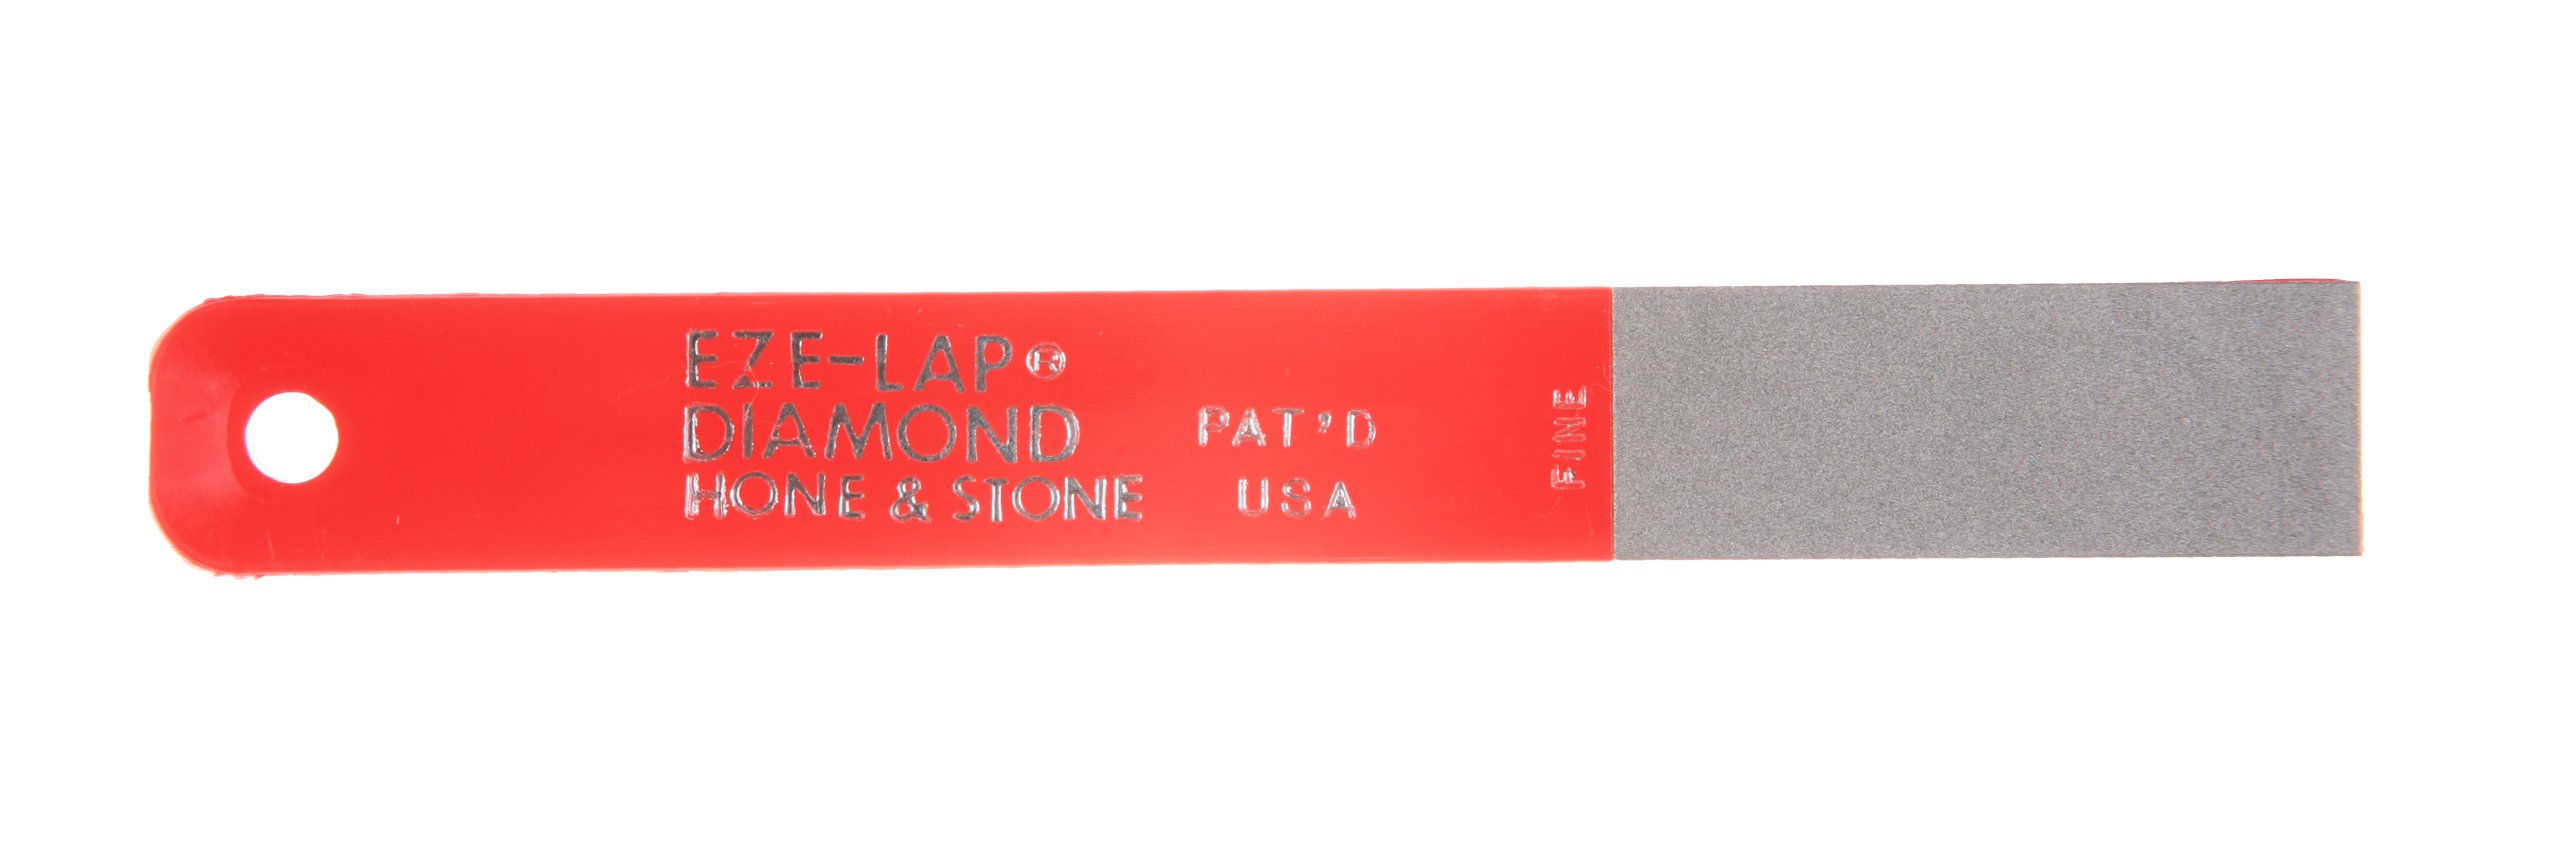 EZE-LAP®
DIAMOND
HONE & STONE
PAT'D
USA
FINE